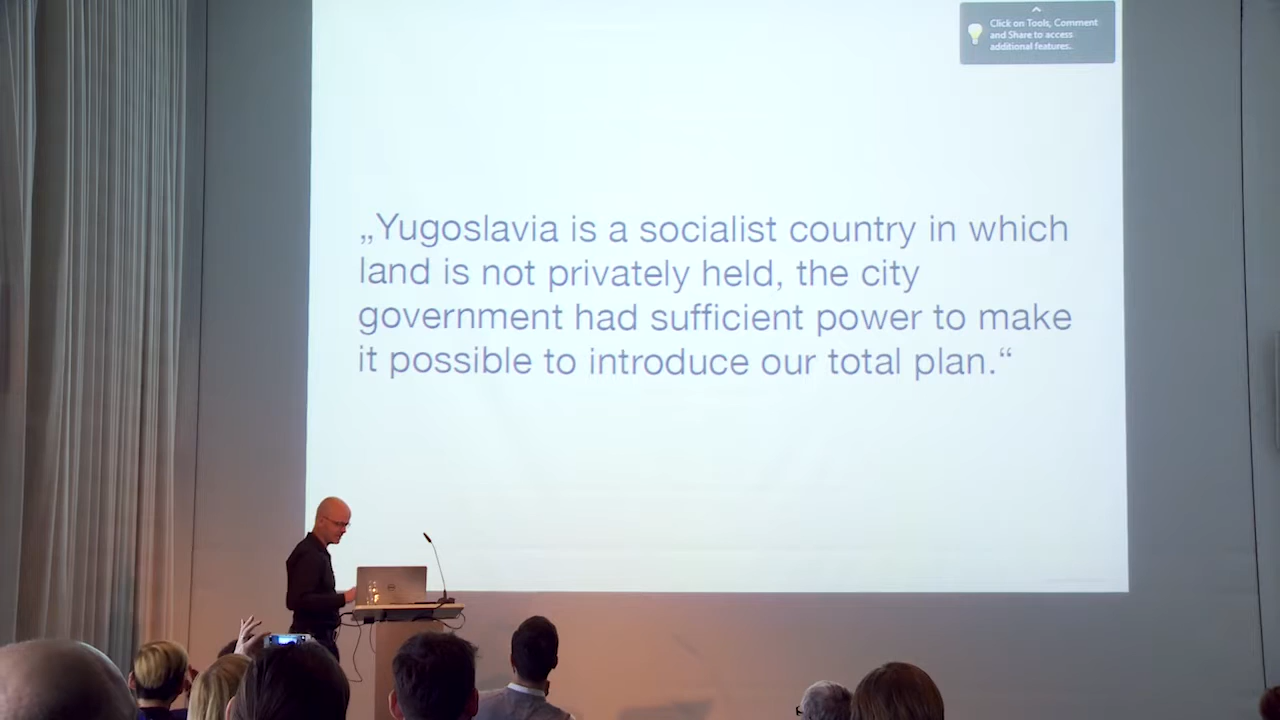 Click on Tools, Comment
and Share to access
additional features.
„Yugoslavia is a socialist country in which
land is not privately held, the city
government had sufficient power to make
it possible to introduce our total plan.“